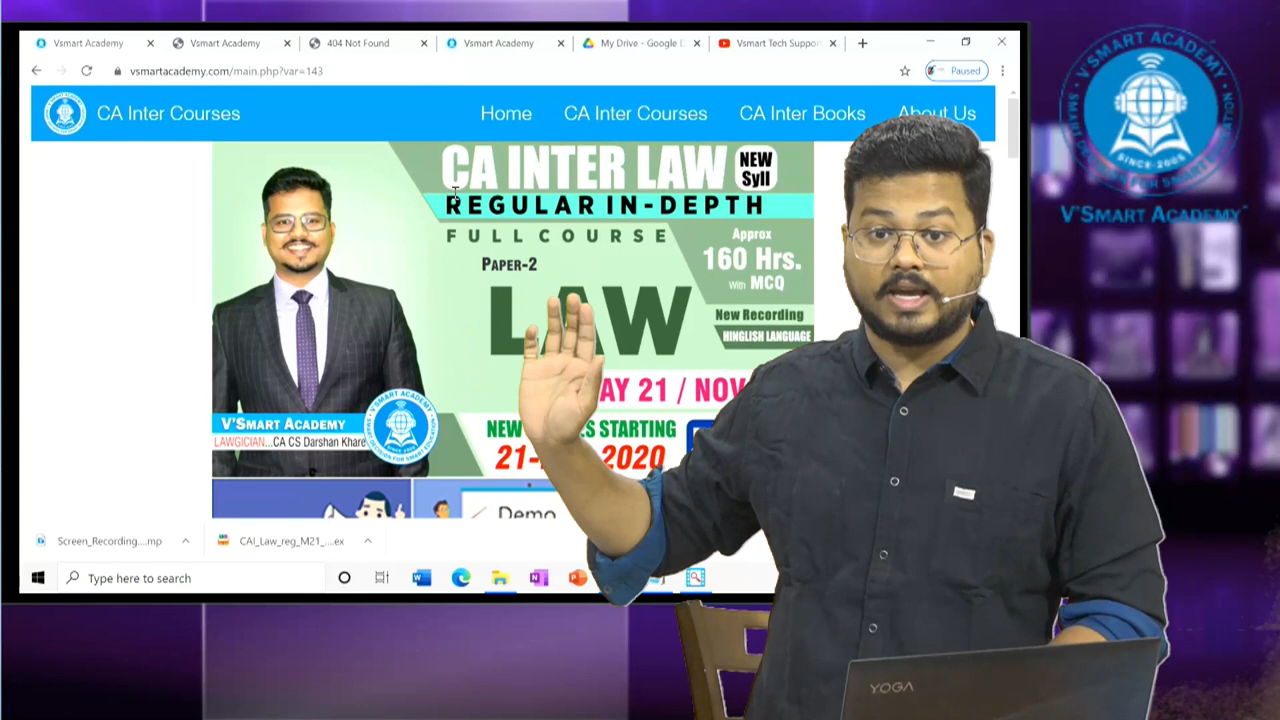 Vsmart Academy
Vsmart Academy
404 Not Found
Vsmart Academy
My Drive - Google D
Vsmart Tech Suppor
vsmartacademy.com/main.php?var=143
Paused
CA Inter Courses
Home
CA Inter Courses
CA Inter Books
About Us
CA INTER LAW
NEW
Syll
REGULAR IN-DEPTH
FULL COURSE
PAPER-2
Approx
160 Hrs.
With MCQ
LAW
New Recording
HINGLISH LANGUAGE
AY 21 / NOV
V'SMART ACADEMY
LAWGICIAN...CA CS Darshan Khare
V'SMART ACADEMY
STARTING
2020
Demo
Screen_Recording....mp
CAI_Law_reg_M21_...ex
Type here to search
V'SMART ACADEMY
SINCE-2005
V'SMART ACADEMY
YOGA